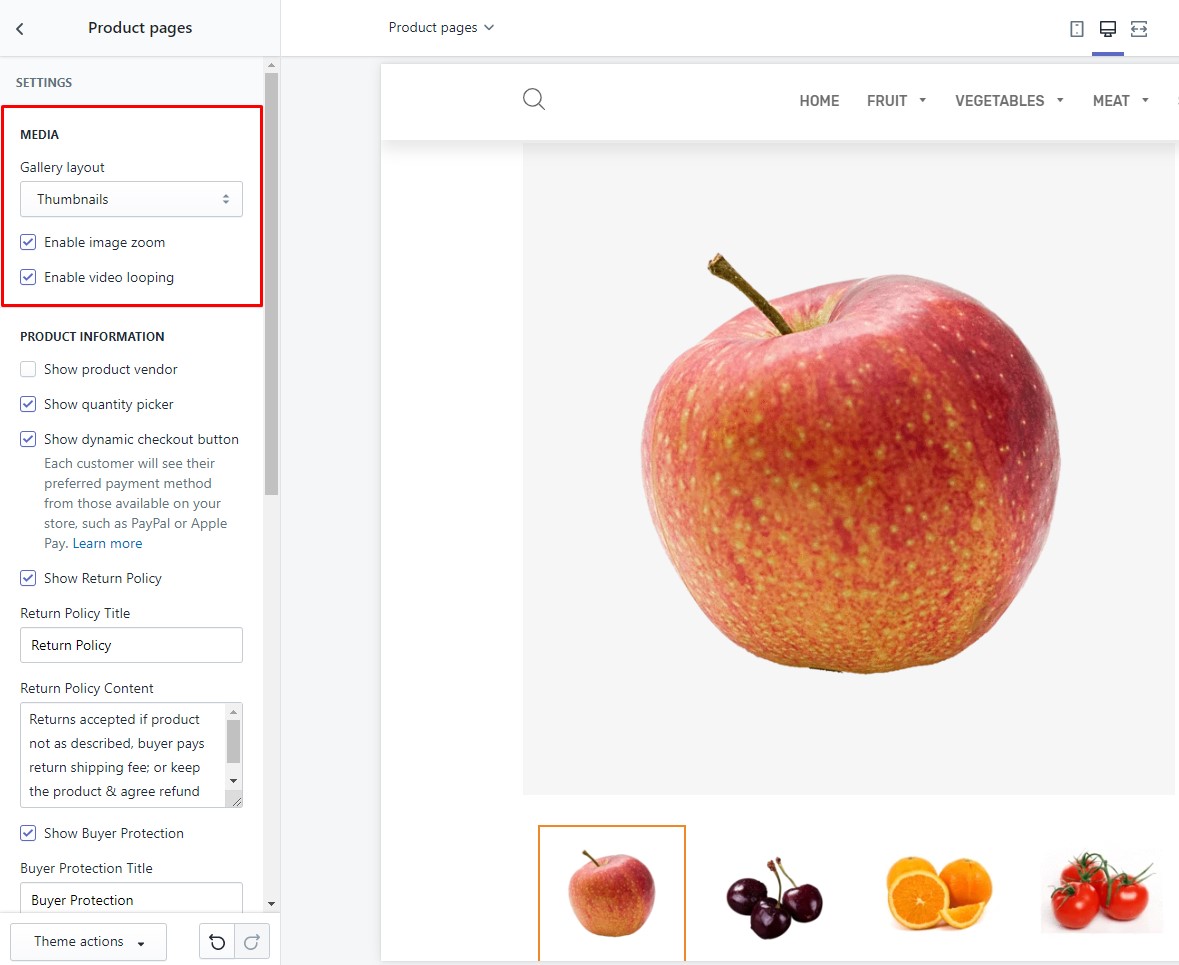 Product pages
Product pages
SETTINGS
MEDIA
Gallery layout
Thumbnails
Enable image zoom
Enable video looping
PRODUCT INFORMATION
Show product vendor
Show quantity picker
Show dynamic checkout button
Each customer will see their
preferred payment method
from those available on your
store, such as PayPal or Apple
Pay. Learn more
Show Return Policy
Return Policy Title
Return Policy
Return Policy Content
Returns accepted if product
not as described, buyer pays
return shipping fee; or keep
the product & agree refund
Show Buyer Protection
Buyer Protection Title
Buyer Protection
Theme actions
HOME FRUIT VEGETABLES MEAT